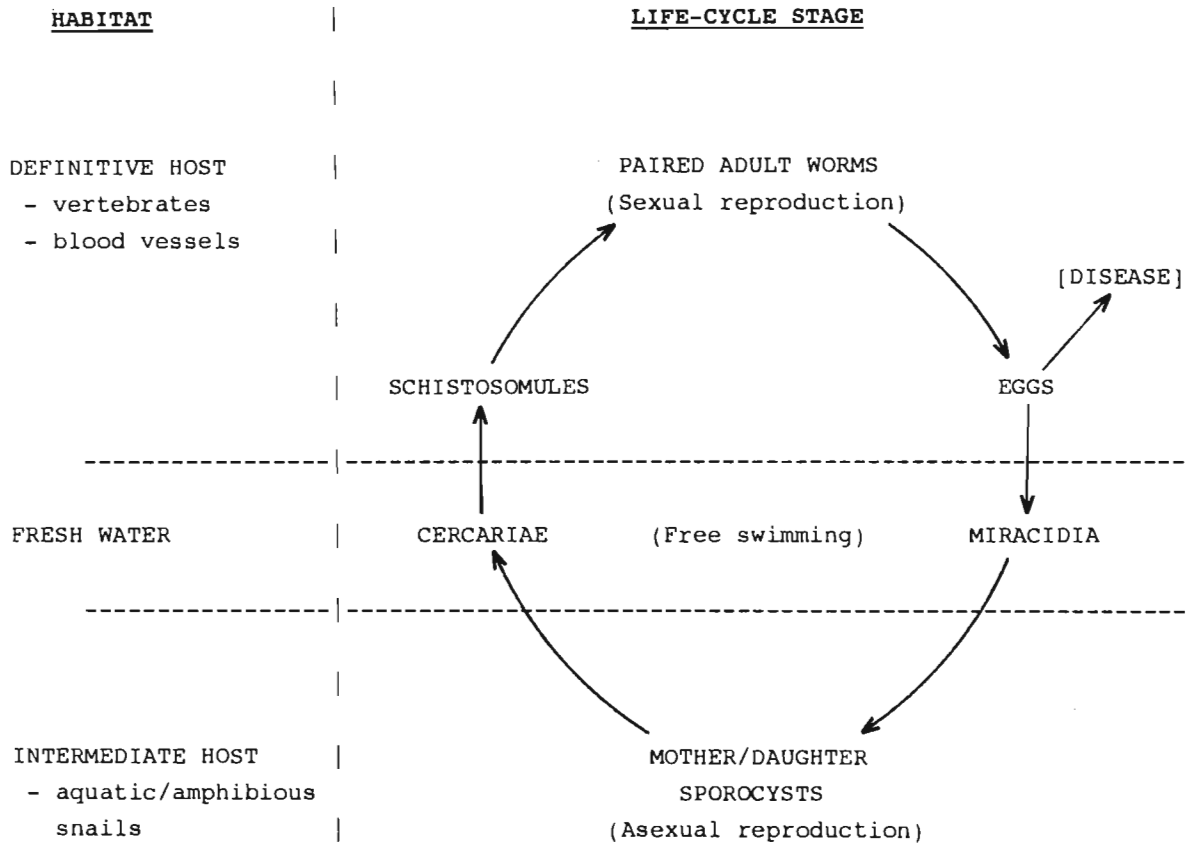 HABITAT
LIFE-CYCLE STAGE
DEFINITIVE HOST
- vertebrates
- blood vessels
PAIRED ADULT WORMS
(Sexual reproduction)
[DISEASE]
SCHISTOSOMULES
EGGS
FRESH WATER
CERCARIAE
(Free swimming)
MIRACIDIA
INTERMEDIATE HOST
- aquatic/amphibious
snails
MOTHER/DAUGHTER
SPOROCYSTS
(Asexual reproduction)